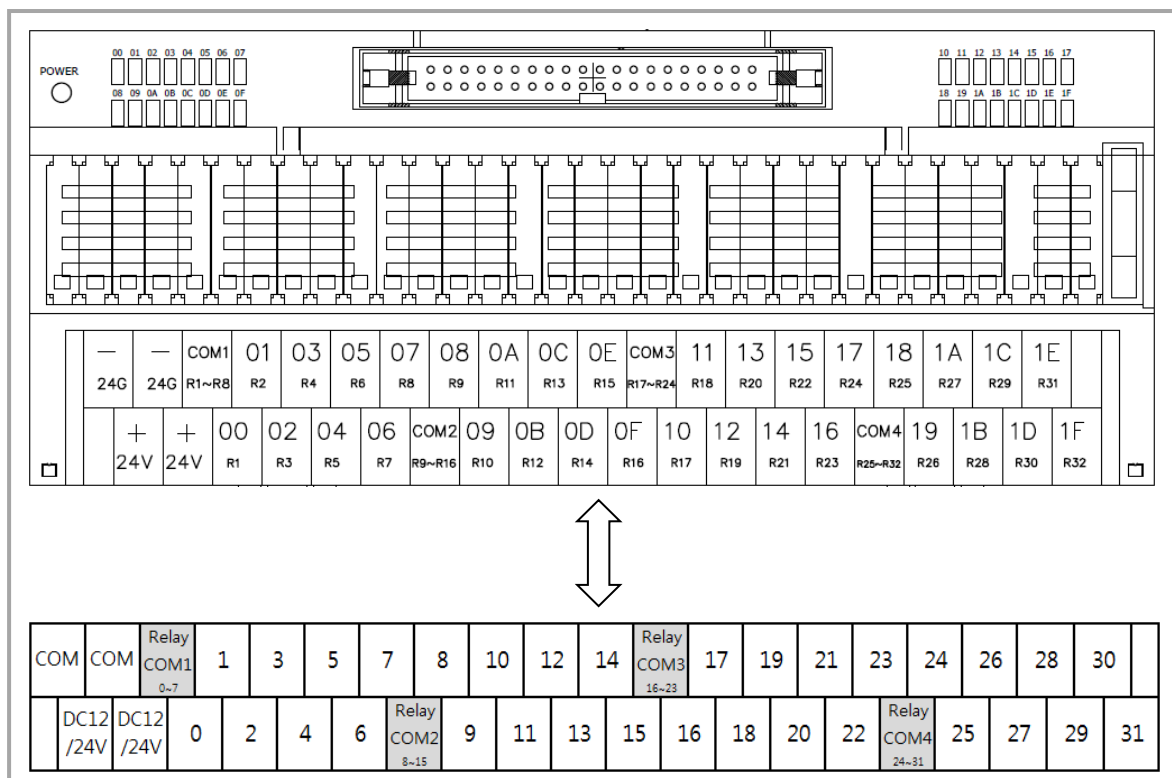 00 01 02 03 04 05 06 07
10 11 12 13 14 15 16 17
POWER
08 09 0A 0B 0C 0D 0E 0F
18 19 1A 1B 1C 1D 1E 1F
— — COM1 01 03 05 07 08 0A 0C 0E COM3 11 13 15 17 18 1A 1C 1E
24G 24G R1~R8 R2 R4 R6 R8 R9 R11 R13 R15 R17~R24 R18 R20 R22 R24 R25 R27 R29 R31
+ + 00 02 04 06 COM2 09 0B 0D 0F 10 12 14 16 COM4 19 1B 1D 1F
24V 24V R1 R3 R5 R7 R9~R16 R10 R12 R14 R16 R17 R19 R21 R23 R25~R32 R26 R28 R30 R32
Relay Relay
COM COM COM1 1 3 5 7 8 10 12 14 COM3 17 19 21 23 24 26 28 30
0~7 16~23
DC12 DC12 Relay Relay
/24V /24V 0 2 4 6 COM2 9 11 13 15 16 18 20 22 COM4 25 27 29 31
8~15 24~31